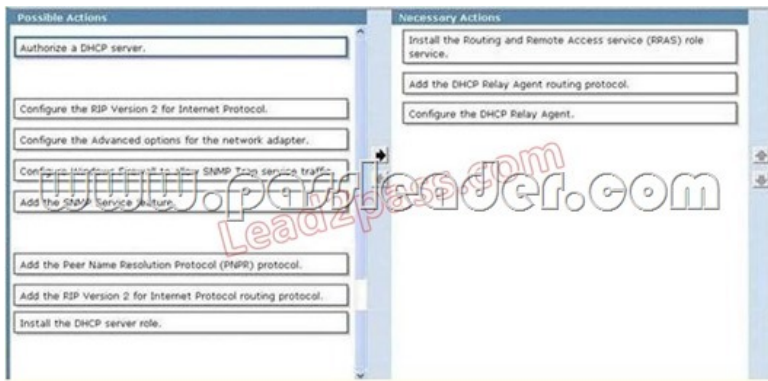 Possible Actions
Authorize a DHCP server.
Configure the RIP Version 2 for Internet Protocol.
Configure the Advanced options for the network adapter.
Configure Windows Firewall to allow SNMP Trap service traffic.
Add the SNMP Service feature.
Add the Peer Name Resolution Protocol (PNPR) protocol.
Add the RIP Version 2 for Internet Protocol routing protocol.
Install the DHCP server role.
Necessary Actions
Install the Routing and Remote Access service (RRAS) role
service.
Add the DHCP Relay Agent routing protocol.
Configure the DHCP Relay Agent.
www.passleader.com
Lead2pass.com